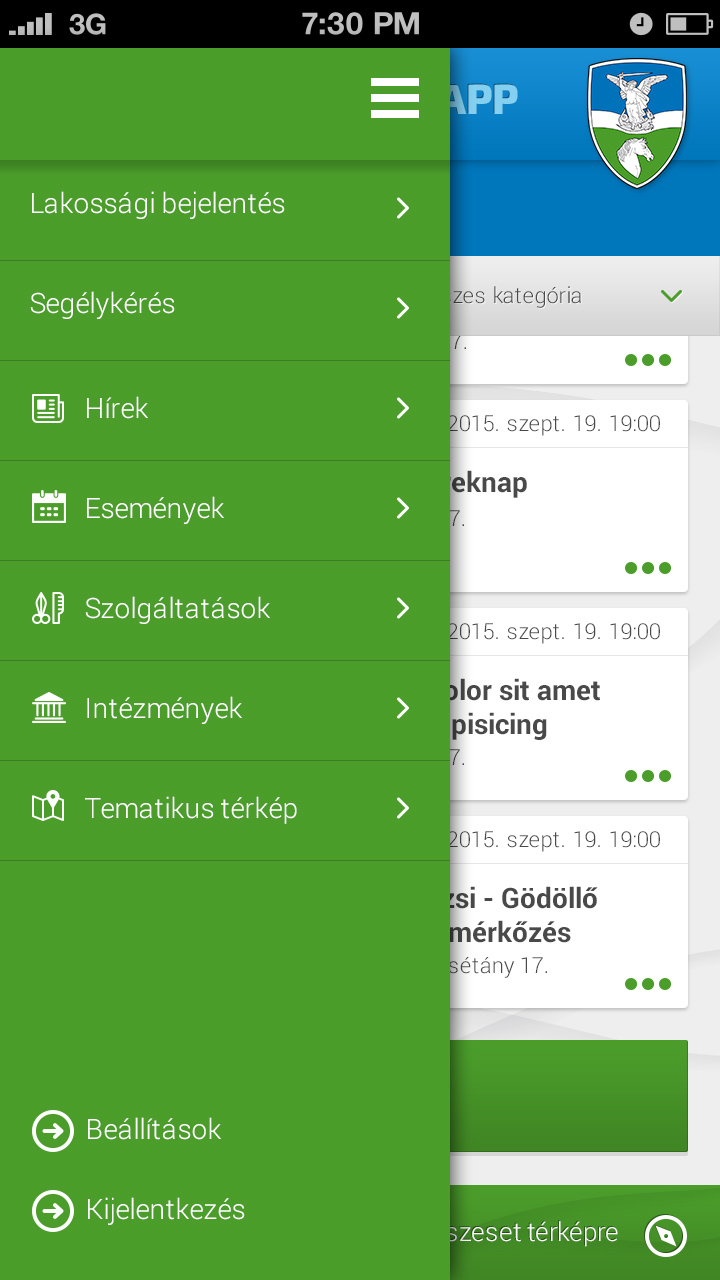 3G 7:30 PM
APP
Lakossági bejelentés
Segélykérés
Hírek
Események
Szolgáltatások
Intézmények
Tematikus térkép
Beállítások
Kijelentkezés
zes kategória
7.
2015. szept. 19. 19:00
eknap
7.
2015. szept. 19. 19:00
olor sit amet
pisicing
7.
2015. szept. 19. 19:00
zsi - Gödöllő
mérkőzés
sétány 17.
szeset térképre